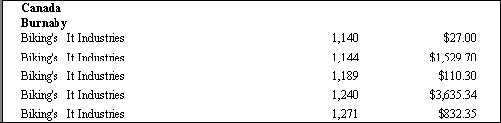 Canada
Burnaby
Biking's It Industries 1,140 $27.00
Biking's It Industries 1,144 $1,529.70
Biking's It Industries 1,189 $110.30
Biking's It Industries 1,240 $3,635.34
Biking's It Industries 1,271 $832.35